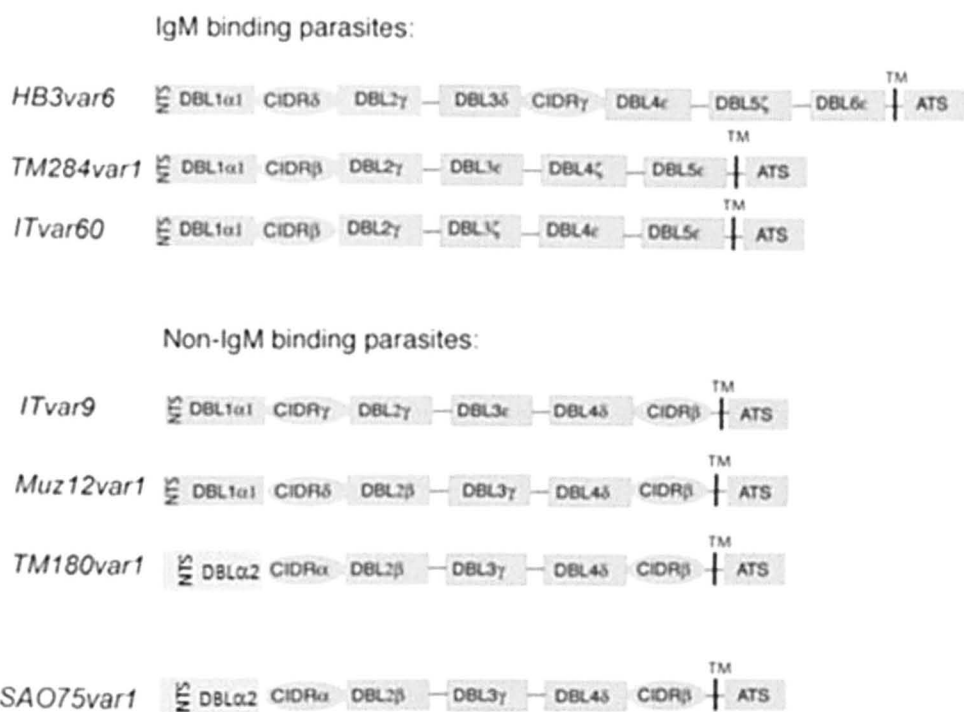 IgM binding parasites:
HB3var6 NTS DBL1α1 CIDRδ DBL2γ DBL3δ CIDRγ DBL4ε DBL5ζ DBL6ε TM ATS
TM284var1 NTS DBL1α1 CIDRβ DBL2γ DBL3ε DBL4ζ DBL5ε TM ATS
ITvar60 NTS DBL1α1 CIDRβ DBL2γ DBL3ζ DBL4ε DBL5ε TM ATS
Non-IgM binding parasites:
ITvar9 NTS DBL1α1 CIDRγ DBL2γ DBL3ε DBL4δ CIDRβ TM ATS
Muz12var1 NTS DBL1α1 CIDRδ DBL2β DBL3γ DBL4δ CIDRβ TM ATS
TM180var1 NTS DBLα2 CIDRα DBL2β DBL3γ DBL4δ CIDRβ TM ATS
SAO75var1 NTS DBLα2 CIDRα DBL2β DBL3γ DBL4δ CIDRβ TM ATS